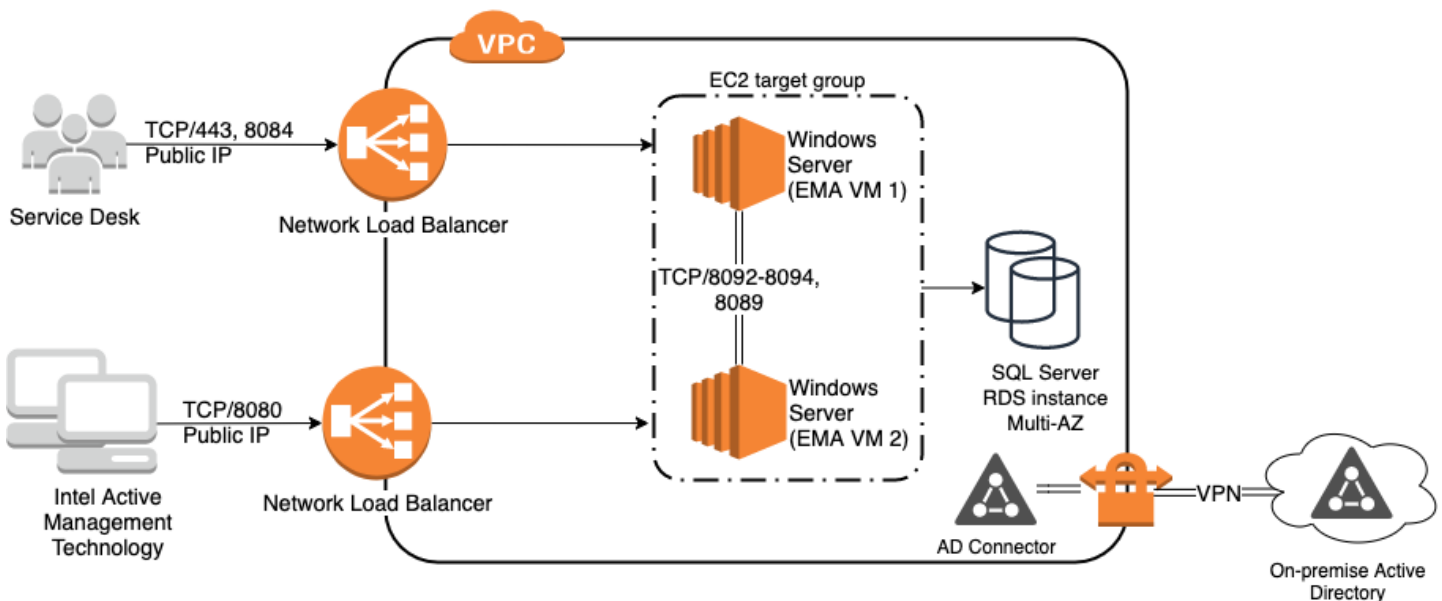 VPC
EC2 target group
TCP/443, 8084
Public IP
Service Desk
Network Load Balancer
Windows
Server
(EMA VM 1)
TCP/8092-8094,
8089
Windows
Server
(EMA VM 2)
SQL Server
RDS instance
Multi-AZ
TCP/8080
Public IP
Intel Active
Management
Technology
Network Load Balancer
AD Connector
VPN
On-premise Active
Directory